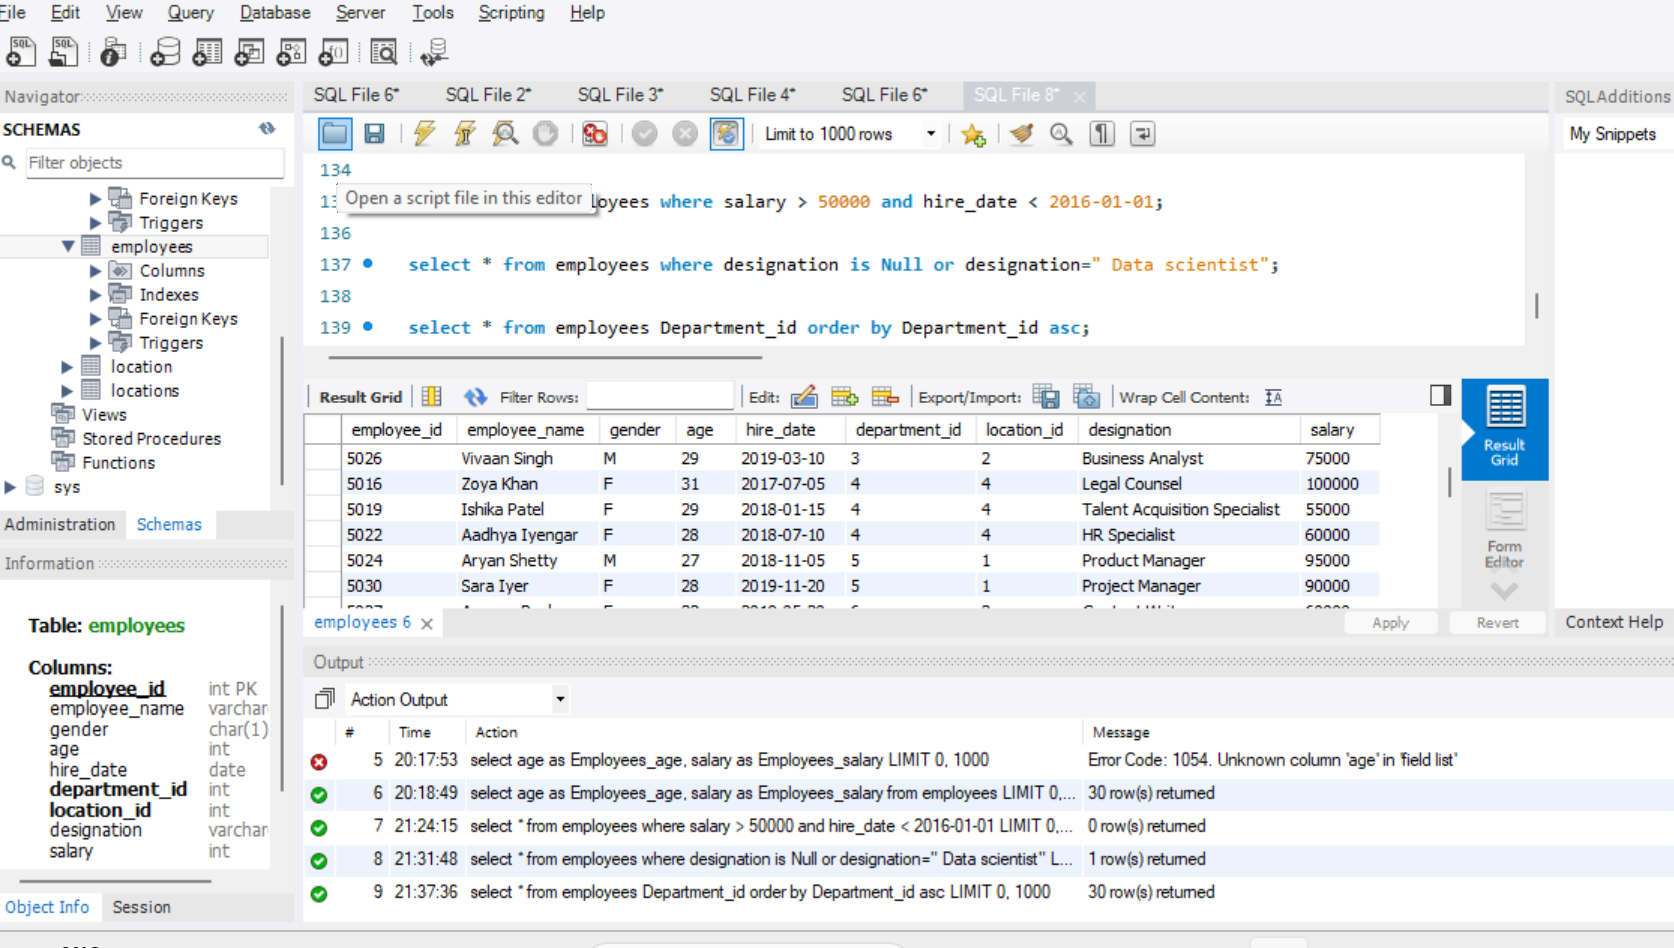 File Edit View Query Database Server Tools Scripting Help
Navigator
SCHEMAS
Filter objects
Foreign Keys
Triggers
employees
Columns
Indexes
Foreign Keys
Triggers
location
locations
Views
Stored Procedures
Functions
sys
Administration Schemas
Information
Table: employees
Columns:
employee_id int PK
employee_name varchar
gender char(1)
age int
hire_date date
department_id int
location_id int
designation varchar
salary int
Object Info Session
SQL File 6* SQL File 2* SQL File 3* SQL File 4* SQL File 6* SQL File 8*
Limit to 1000 rows
134
Open a script file in this editor
loyees where salary > 50000 and hire_date < 2016-01-01;
136
137 select * from employees where designation is Null or designation=" Data scientist";
138
139 select * from employees Department_id order by Department_id asc;
Result Grid Filter Rows: Edit: Export/Import: Wrap Cell Content:
employee_id employee_name gender age hire_date department_id location_id designation salary
5026 Vivaan Singh M 29 2019-03-10 3 2 Business Analyst 75000
5016 Zoya Khan F 31 2017-07-05 4 4 Legal Counsel 100000
5019 Ishika Patel F 29 2018-01-15 4 4 Talent Acquisition Specialist 55000
5022 Aadhya Iyengar F 28 2018-07-10 4 4 HR Specialist 60000
5024 Aryan Shetty M 27 2018-11-05 5 1 Product Manager 95000
5030 Sara Iyer F 28 2019-11-20 5 1 Project Manager 90000
Result
Grid
Form
Editor
employees 6 Apply Revert
Output
Action Output
# Time Action Message
5 20:17:53 select age as Employees_age, salary as Employees_salary LIMIT 0, 1000 Error Code: 1054. Unknown column 'age' in 'field list'
6 20:18:49 select age as Employees_age, salary as Employees_salary from employees LIMIT 0,... 30 row(s) returned
7 21:24:15 select * from employees where salary > 50000 and hire_date < 2016-01-01 LIMIT 0,... 0 row(s) returned
8 21:31:48 select * from employees where designation is Null or designation=" Data scientist" L... 1 row(s) returned
9 21:37:36 select * from employees Department_id order by Department_id asc LIMIT 0, 1000 30 row(s) returned
SQLAdditions
My Snippets
Context Help